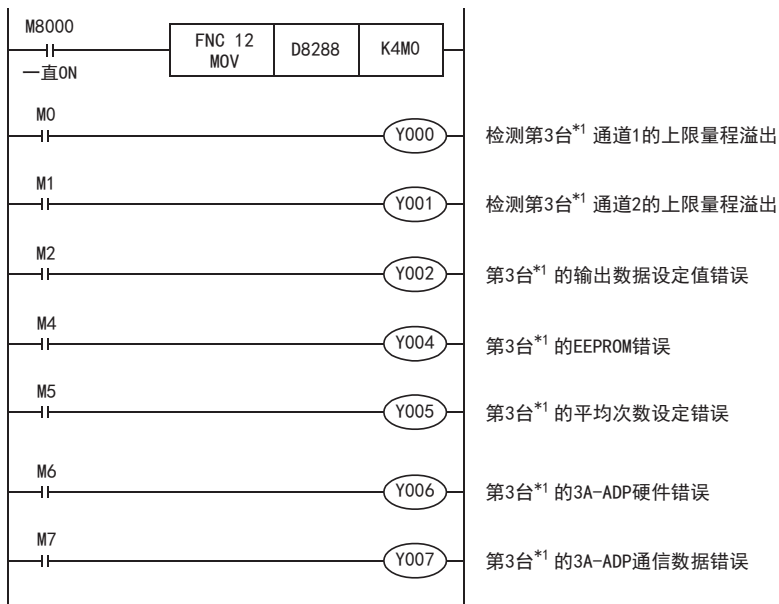 M8000
FNC 12
MOV
D8288
K4M0
一直ON
M0
Y000
检测第3台*1 通道1的上限量程溢出
M1
Y001
检测第3台*1 通道2的上限量程溢出
M2
Y002
第3台*1 的输出数据设定值错误
M4
Y004
第3台*1 的EEPROM错误
M5
Y005
第3台*1 的平均次数设定错误
M6
Y006
第3台*1 的3A-ADP硬件错误
M7
Y007
第3台*1 的3A-ADP通信数据错误